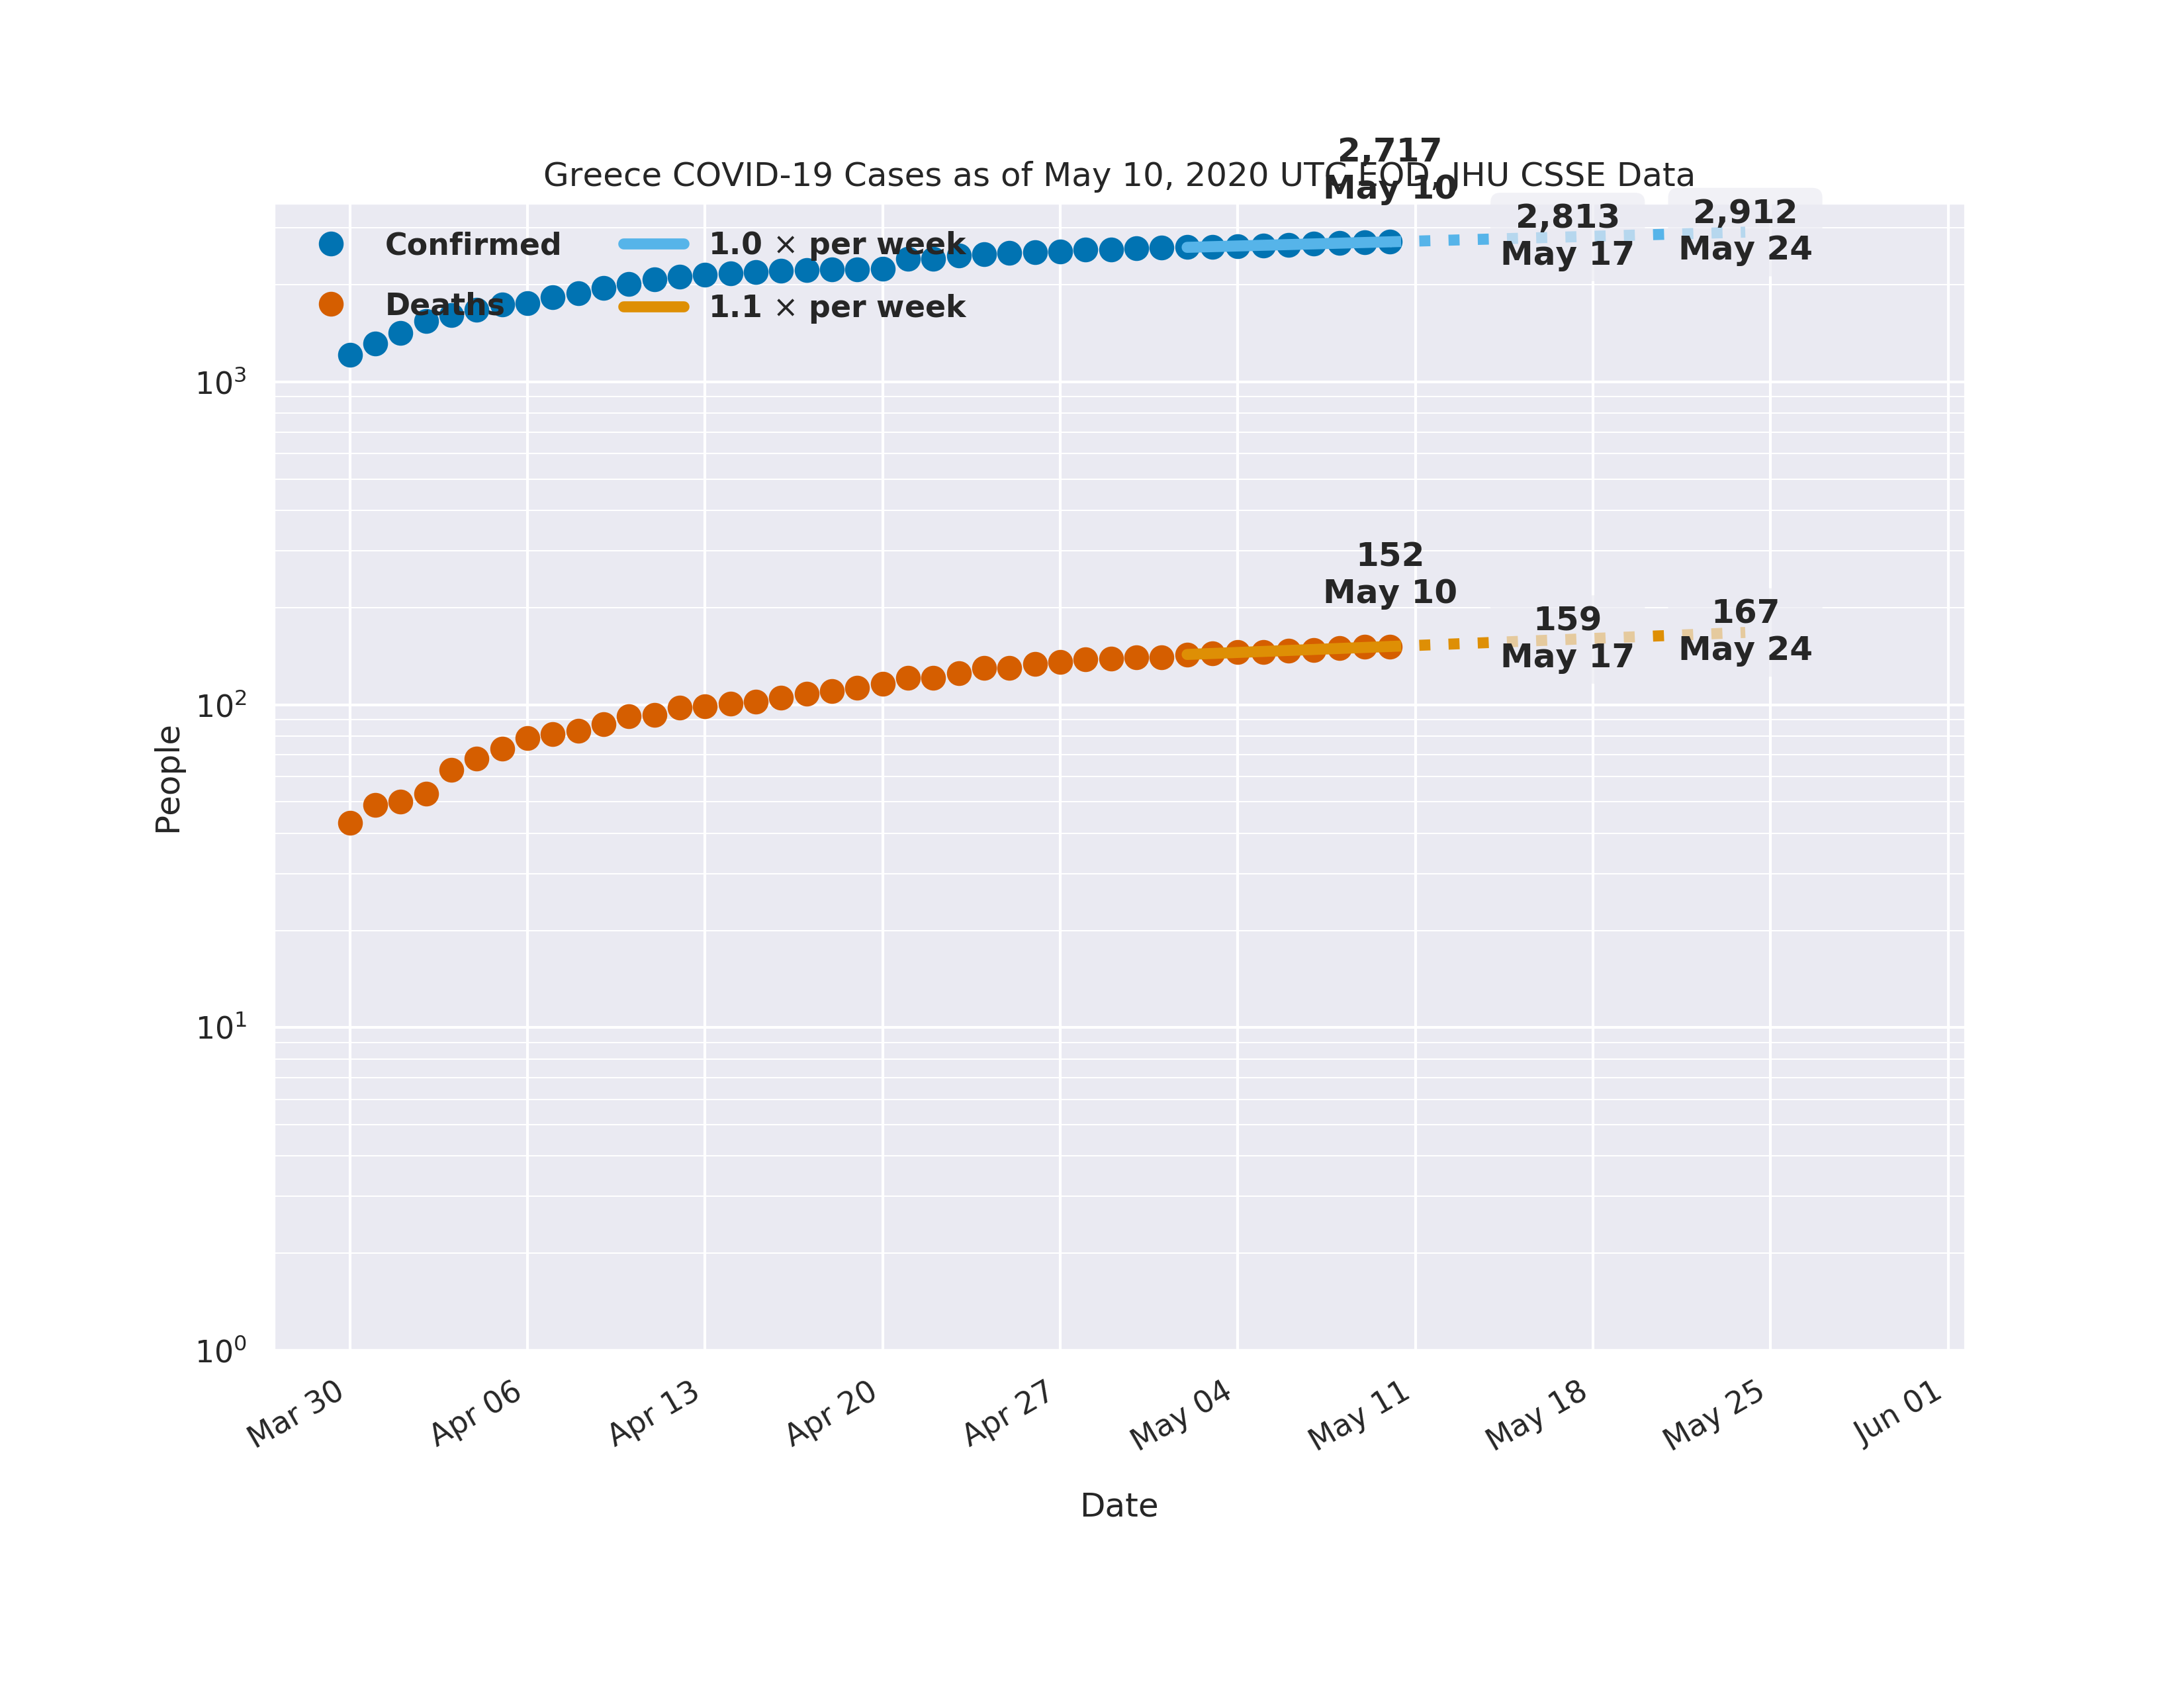 2,717
May 10
Greece COVID-19 Cases as of May 10, 2020 UTC EOD, JHU CSSE Data
2,813
May 17
2,912
May 24
Confirmed
Deaths
1.0 × per week
1.1 × per week
152
May 10
159
May 17
167
May 24
People
10³
10²
10¹
10⁰
Mar 30
Apr 06
Apr 13
Apr 20
Apr 27
May 04
May 11
May 18
May 25
Jun 01
Date